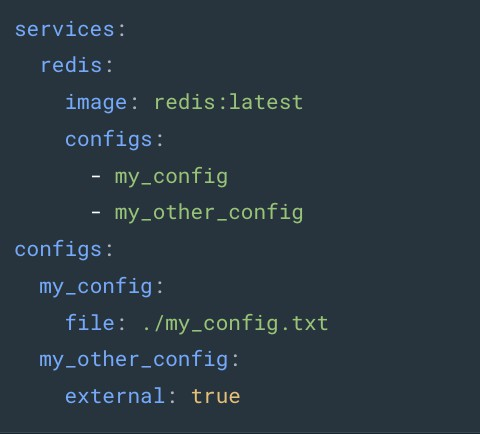 services:
  redis:
    image: redis:latest
    configs:
      - my_config
      - my_other_config
configs:
  my_config:
    file: ./my_config.txt
  my_other_config:
    external: true